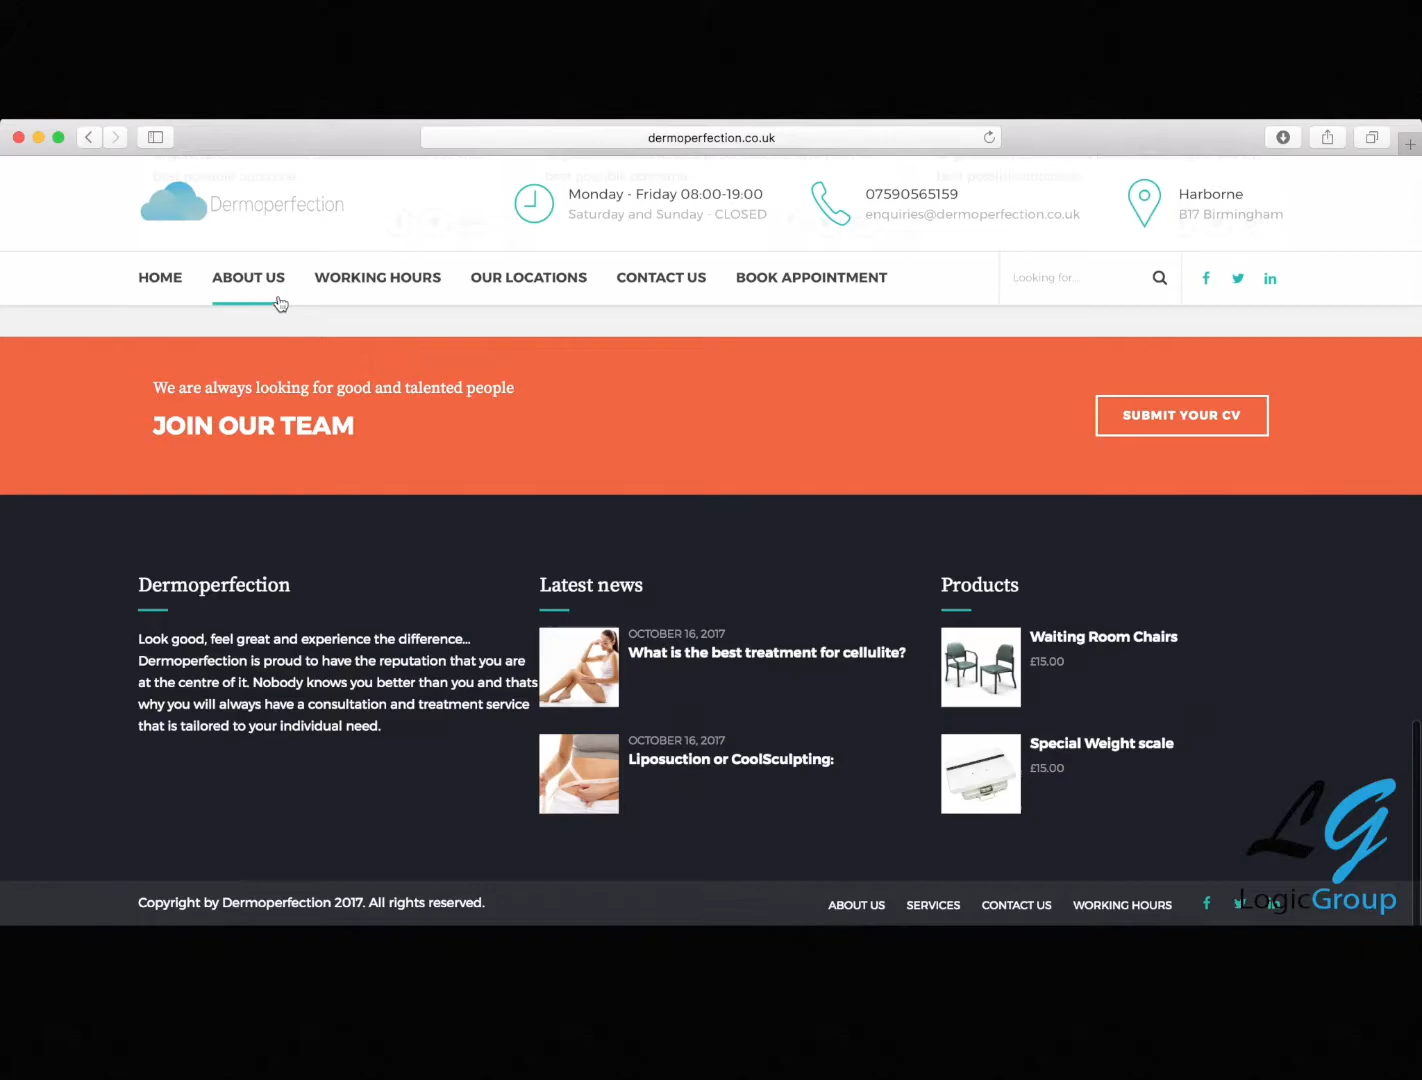 dermoperfection.co.uk
best possible
Dermoperfection
Monday - Friday 08:00-19:00
Saturday and Sunday - CLOSED
07590565159
enquiries@dermoperfection.co.uk
Harborne
B17 Birmingham
HOME ABOUT US WORKING HOURS OUR LOCATIONS CONTACT US BOOK APPOINTMENT
Looking for...
We are always looking for good and talented people
JOIN OUR TEAM
SUBMIT YOUR CV
Dermoperfection
Look good, feel great and experience the difference...
Dermoperfection is proud to have the reputation that you are
at the centre of it. Nobody knows you better than you and thats
why you will always have a consultation and treatment service
that is tailored to your individual need.
Latest news
OCTOBER 16, 2017
What is the best treatment for cellulite?
OCTOBER 16, 2017
Liposuction or CoolSculpting:
Products
Waiting Room Chairs
£15.00
Special Weight scale
£15.00
Copyright by Dermoperfection 2017. All rights reserved.
ABOUT US SERVICES CONTACT US WORKING HOURS
LG
LogicGroup